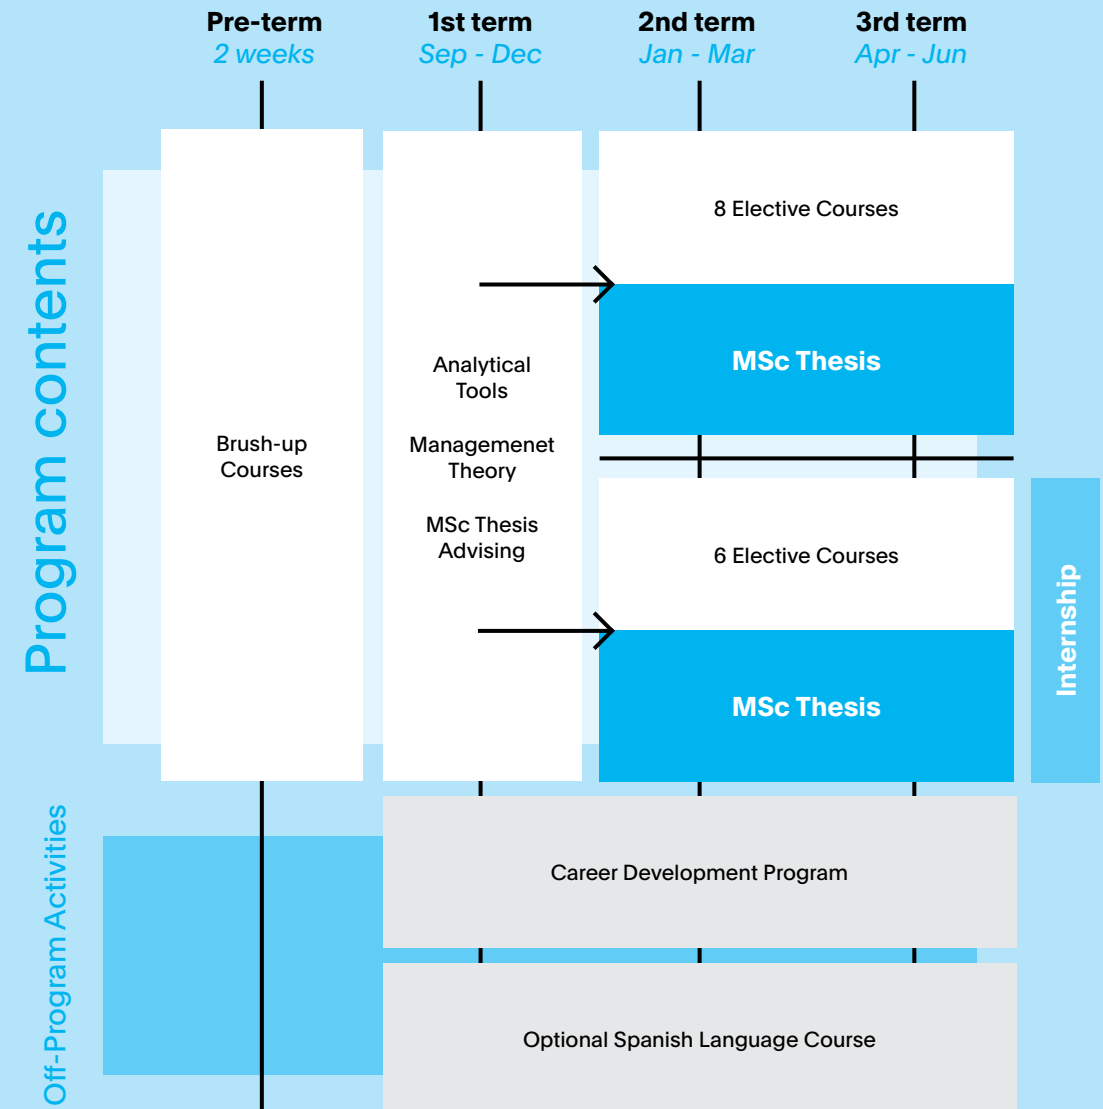 Pre-term
2 weeks
1st term
Sep - Dec
2nd term
Jan - Mar
3rd term
Apr - Jun
Program contents
Brush-up
Courses
Analytical
Tools
Managemenet
Theory
MSc Thesis
Advising
8 Elective Courses
MSc Thesis
6 Elective Courses
MSc Thesis
Internship
Off-Program Activities
Career Development Program
Optional Spanish Language Course